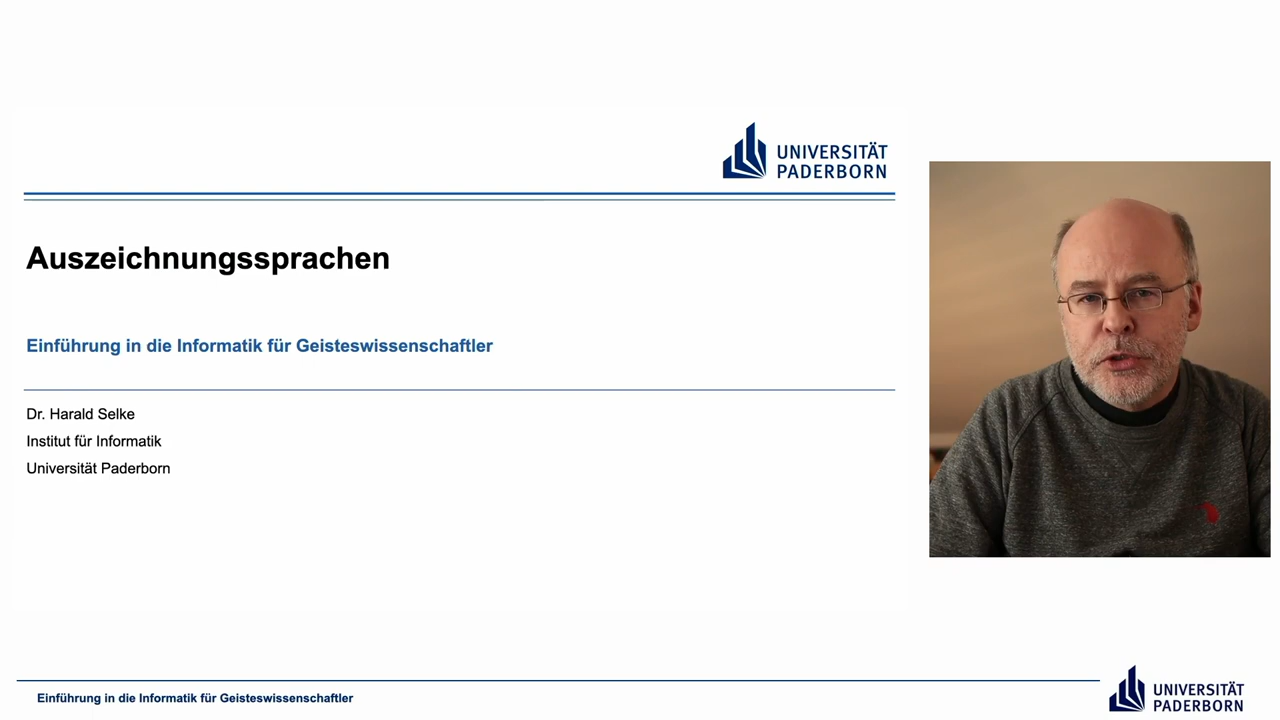 UNIVERSITÄT
PADERBORN
Auszeichnungssprachen
Einführung in die Informatik für Geisteswissenschaftler
Dr. Harald Selke
Institut für Informatik
Universität Paderborn
Einführung in die Informatik für Geisteswissenschaftler
UNIVERSITÄT
PADERBORN